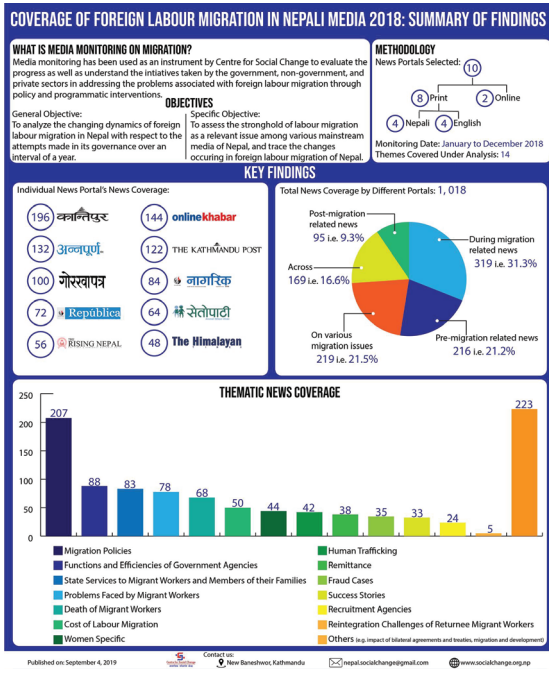 COVERAGE OF FOREIGN LABOUR MIGRATION IN NEPALI MEDIA 2018: SUMMARY OF FINDINGS
WHAT IS MEDIA MONITORING ON MIGRATION?
Media monitoring has been used as an instrument by Centre for Social Change to evaluate the
progress as well as understand the intiatives taken by the government, non-government, and
private sectors in addressing the problems associated with foreign labour migration through
policy and programmatic interventions.
OBJECTIVES
General Objective:
To analyze the changing dynamics of foreign
labour migration in Nepal with respect to the
attempts made in its governance over an
interval of a year.
Specific Objective:
To assess the stronghold of labour migration
as a relevant issue among various mainstream
media of Nepal, and trace the changes
occuring in foreign labour migration of Nepal.
METHODOLOGY
News Portals Selected: 10
8 Print 2 Online
4 Nepali 4 English
Monitoring Date: January to December 2018
Themes Covered Under Analysis: 14
KEY FINDINGS
Individual News Portal's News Coverage:
196 कान्तिपुर
144 onlinekhabar
132 अन्नपूर्ण
122 THE KATHMANDU POST
100 गोरखापत्र
84 नागरिक
72 República
64 सेतोपाटी
56 THE RISING NEPAL
48 The Himalayan
Total News Coverage by Different Portals: 1, 018
Post-migration
related news
95 i.e. 9.3%
During migration
related news
319 i.e. 31.3%
Across
169 i.e. 16.6%
On various
migration issues
219 i.e. 21.5%
Pre-migration related news
216 i.e. 21.2%
THEMATIC NEWS COVERAGE
250
200
150
100
50
0
207
88
83
78
68
50
44
42
38
35
33
24
5
223
Migration Policies
Functions and Efficiencies of Government Agencies
State Services to Migrant Workers and Members of their Families
Problems Faced by Migrant Workers
Death of Migrant Workers
Cost of Labour Migration
Women Specific
Human Trafficking
Remittance
Fraud Cases
Success Stories
Recruitment Agencies
Reintegration Challenges of Returnee Migrant Workers
Others (e.g. impact of bilateral agreements and treaties, migration and development)
Published on: September 4, 2019
Contact us:
New Baneshwor, Kathmandu
nepal.socialchange@gmail.com
www.socialchange.org.np